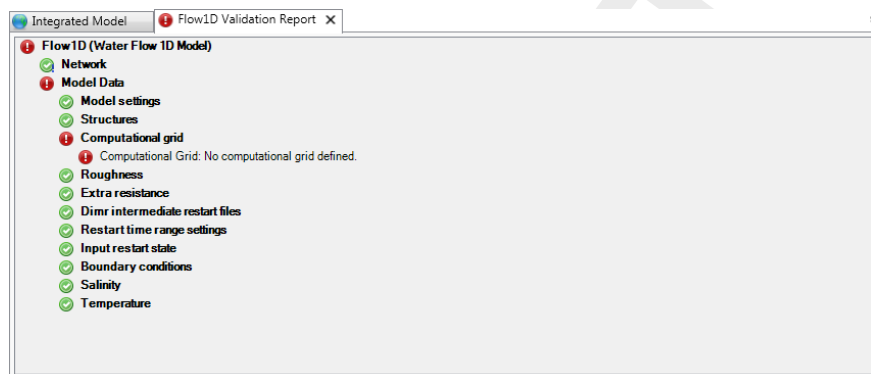 Integrated Model
Flow1D Validation Report
Flow1D (Water Flow 1D Model)
Network
Model Data
Model settings
Structures
Computational grid
Computational Grid: No computational grid defined.
Roughness
Extra resistance
Dimr intermediate restart files
Restart time range settings
Input restart state
Boundary conditions
Salinity
Temperature